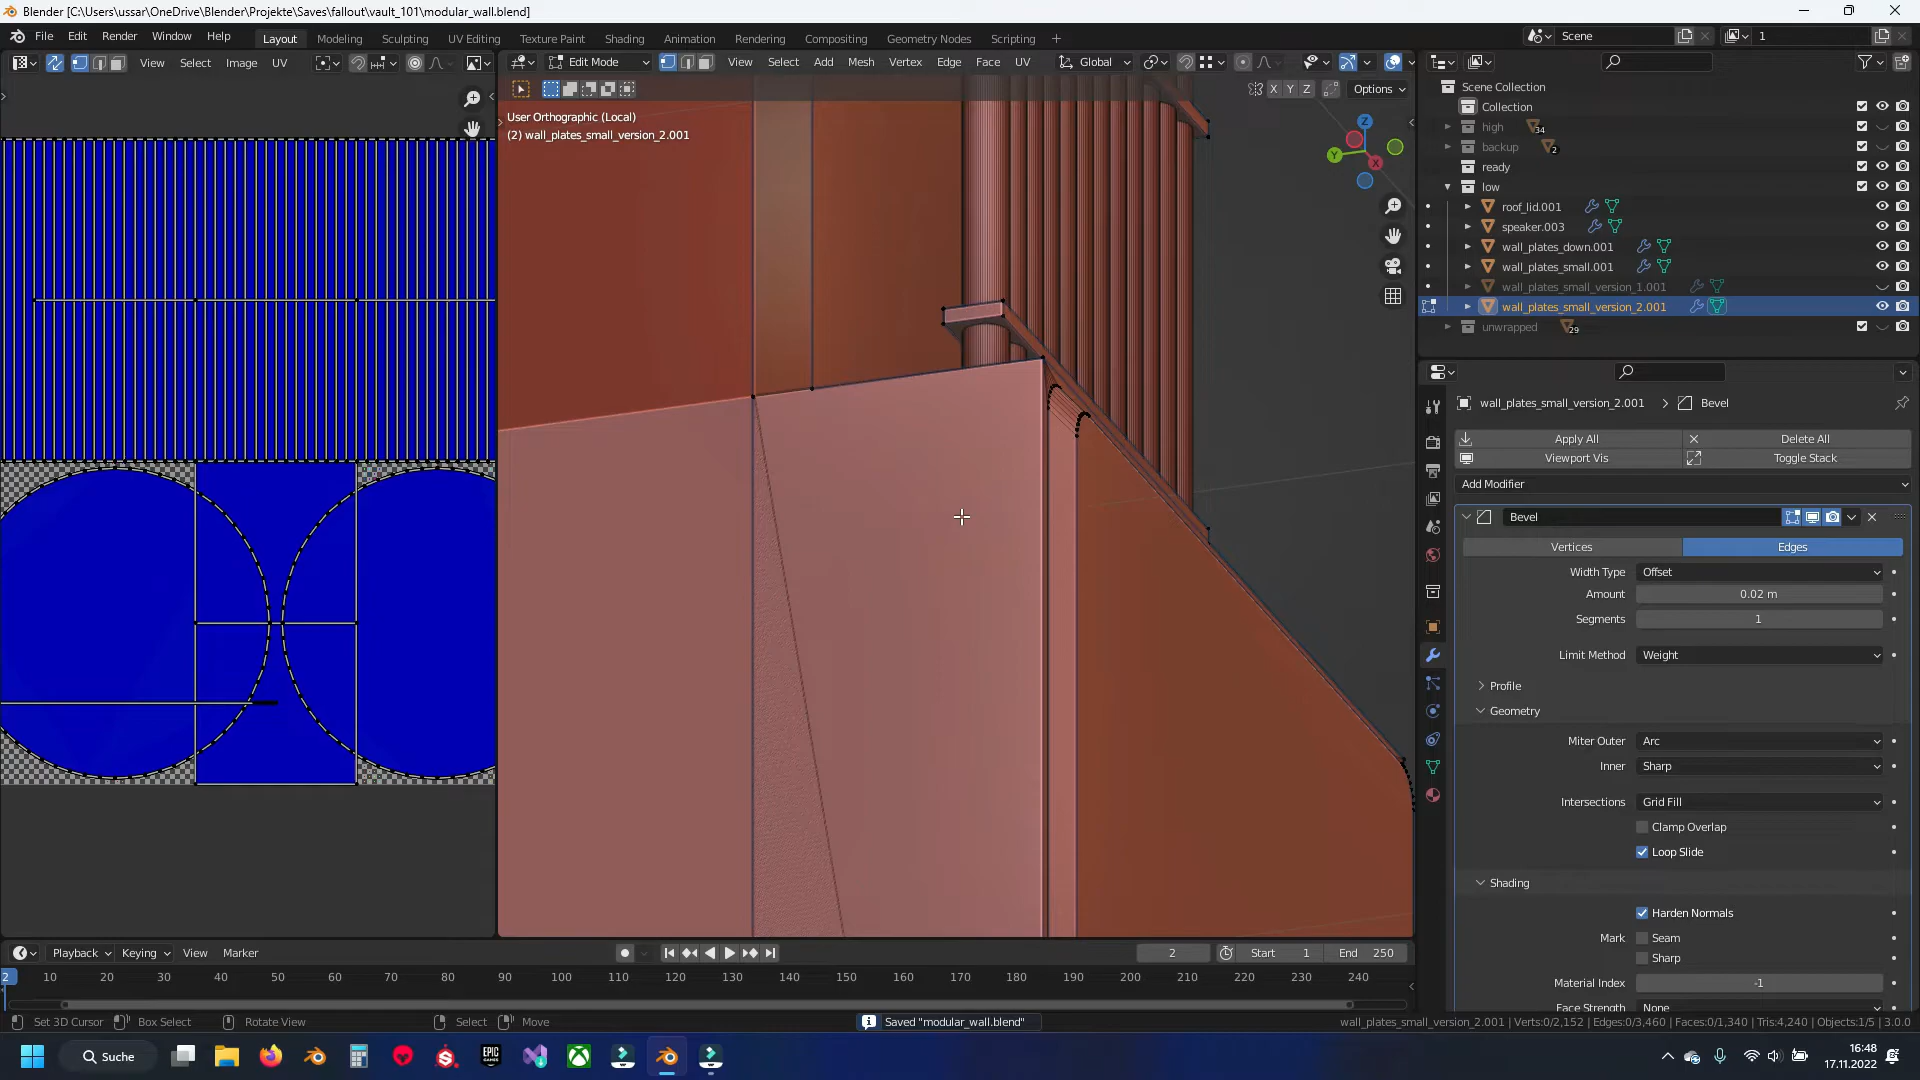 Blender [C:\Users\ussar\OneDrive\Blender\Projekte\Saves\fallout\vault_101\modular_wall.blend]
File Edit Render Window Help Layout Modeling Sculpting UV Editing Texture Paint Shading Animation Rendering Compositing Geometry Nodes Scripting + Scene 1
View Select Image UV Edit Mode View Select Add Mesh Vertex Edge Face UV Global
X Y Z Options
User Orthographic (Local)
(2) wall_plates_small_version_2.001
Z
Y
X
Scene Collection
Collection
high 34
backup 2
ready
low
roof_lid.001
speaker.003
wall_plates_down.001
wall_plates_small.001
wall_plates_small_version_1.001
wall_plates_small_version_2.001
unwrapped 29
wall_plates_small_version_2.001 > Bevel
Apply All Delete All
Viewport Vis Toggle Stack
Add Modifier
Bevel
Vertices Edges
Width Type Offset
Amount 0.02 m
Segments 1
Limit Method Weight
Profile
Geometry
Miter Outer Arc
Inner Sharp
Intersections Grid Fill
Clamp Overlap
Loop Slide
Shading
Harden Normals
Mark Seam
Sharp
Material Index -1
Face Strength None
Playback Keying View Marker 2 Start 1 End 250
2 10 20 30 40 50 60 70 80 90 100 110 120 130 140 150 160 170 180 190 200 210 220 230 240
Set 3D Cursor Box Select Rotate View Select Move Saved "modular_wall.blend" wall_plates_small_version_2.001 | Verts:0/2,152 | Edges:0/3,460 | Faces:0/1,340 | Tris:4,240 | Objects:1/5 | 3.0.0
Suche EPIC GAMES 16:48
17.11.2022